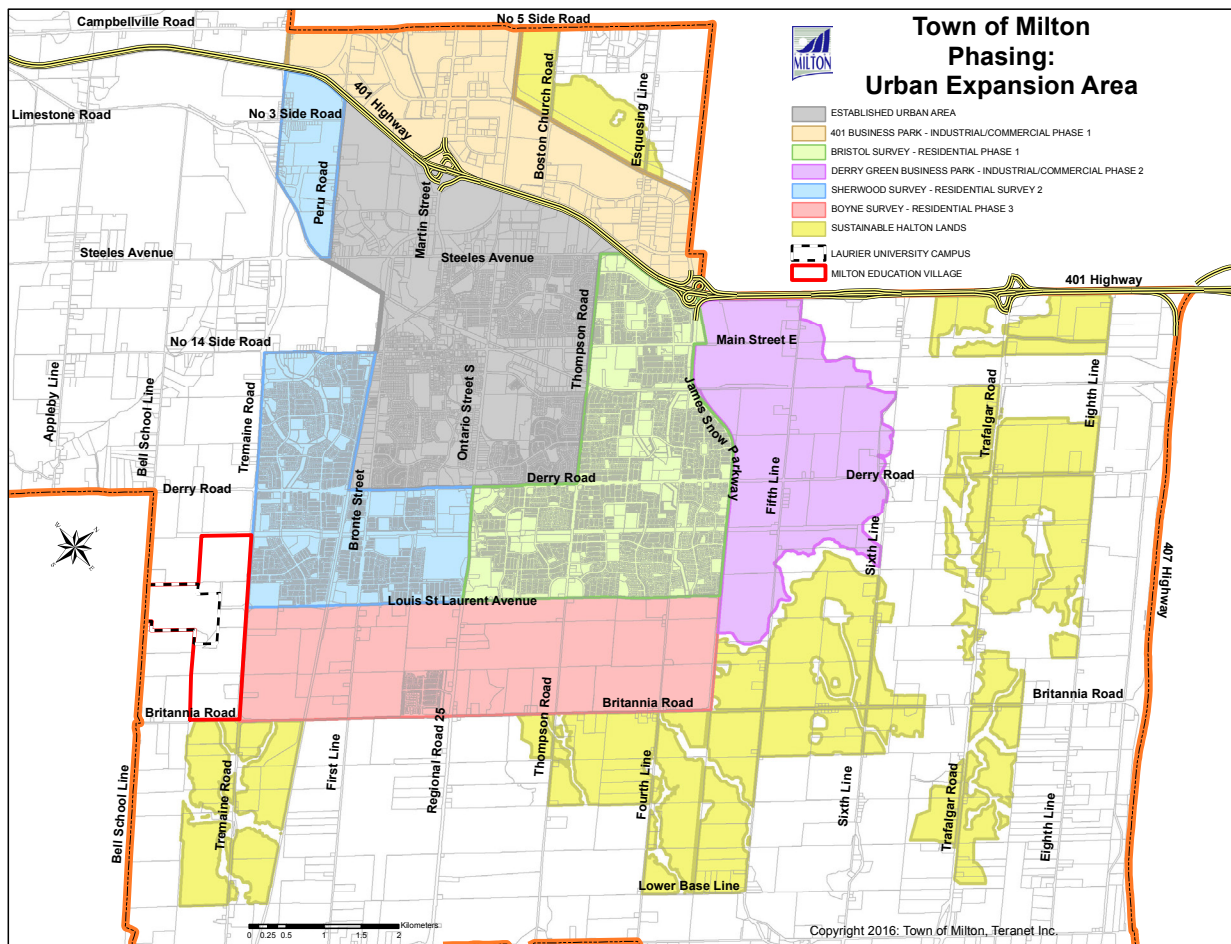 Campbellville Road
No 5 Side Road
Town of Milton
Phasing:
Urban Expansion Area
MILTON
401 Highway
Limestone Road
No 3 Side Road
Boston Church Road
Esquesing Line
Peru Road
Martin Street
ESTABLISHED URBAN AREA
401 BUSINESS PARK - INDUSTRIAL/COMMERCIAL PHASE 1
BRISTOL SURVEY - RESIDENTIAL PHASE 1
DERRY GREEN BUSINESS PARK - INDUSTRIAL/COMMERCIAL PHASE 2
SHERWOOD SURVEY - RESIDENTIAL SURVEY 2
BOYNE SURVEY - RESIDENTIAL PHASE 3
SUSTAINABLE HALTON LANDS
LAURIER UNIVERSITY CAMPUS
MILTON EDUCATION VILLAGE
Steeles Avenue
Steeles Avenue
401 Highway
No 14 Side Road
Main Street E
Thompson Road
James Snow Parkway
Appleby Line
Bell School Line
Tremaine Road
Ontario Street S
Trafalgar Road
Eighth Line
Derry Road
Derry Road
Derry Road
Bronte Street
Fifth Line
Sixth Line
407 Highway
Louis St Laurent Avenue
Britannia Road
Britannia Road
Britannia Road
Bell School Line
Tremaine Road
First Line
Regional Road 25
Thompson Road
Fourth Line
Sixth Line
Trafalgar Road
Eighth Line
Lower Base Line
Kilometers
0 0.25 0.5 1 1.5 2
Copyright 2016: Town of Milton, Teranet Inc.